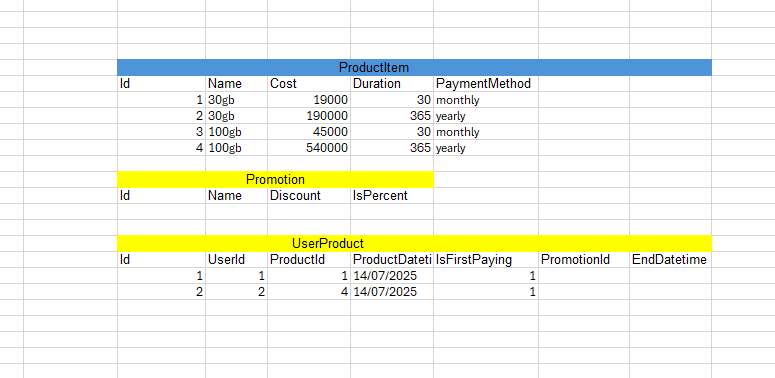 ProductItem
Id Name Cost Duration PaymentMethod
1 30gb 19000 30 monthly
2 30gb 190000 365 yearly
3 100gb 45000 30 monthly
4 100gb 540000 365 yearly
Promotion
Id Name Discount IsPercent
UserProduct
Id UserId ProductId ProductDateti IsFirstPaying PromotionId EndDatetime
1 1 1 14/07/2025 1
2 2 4 14/07/2025 1